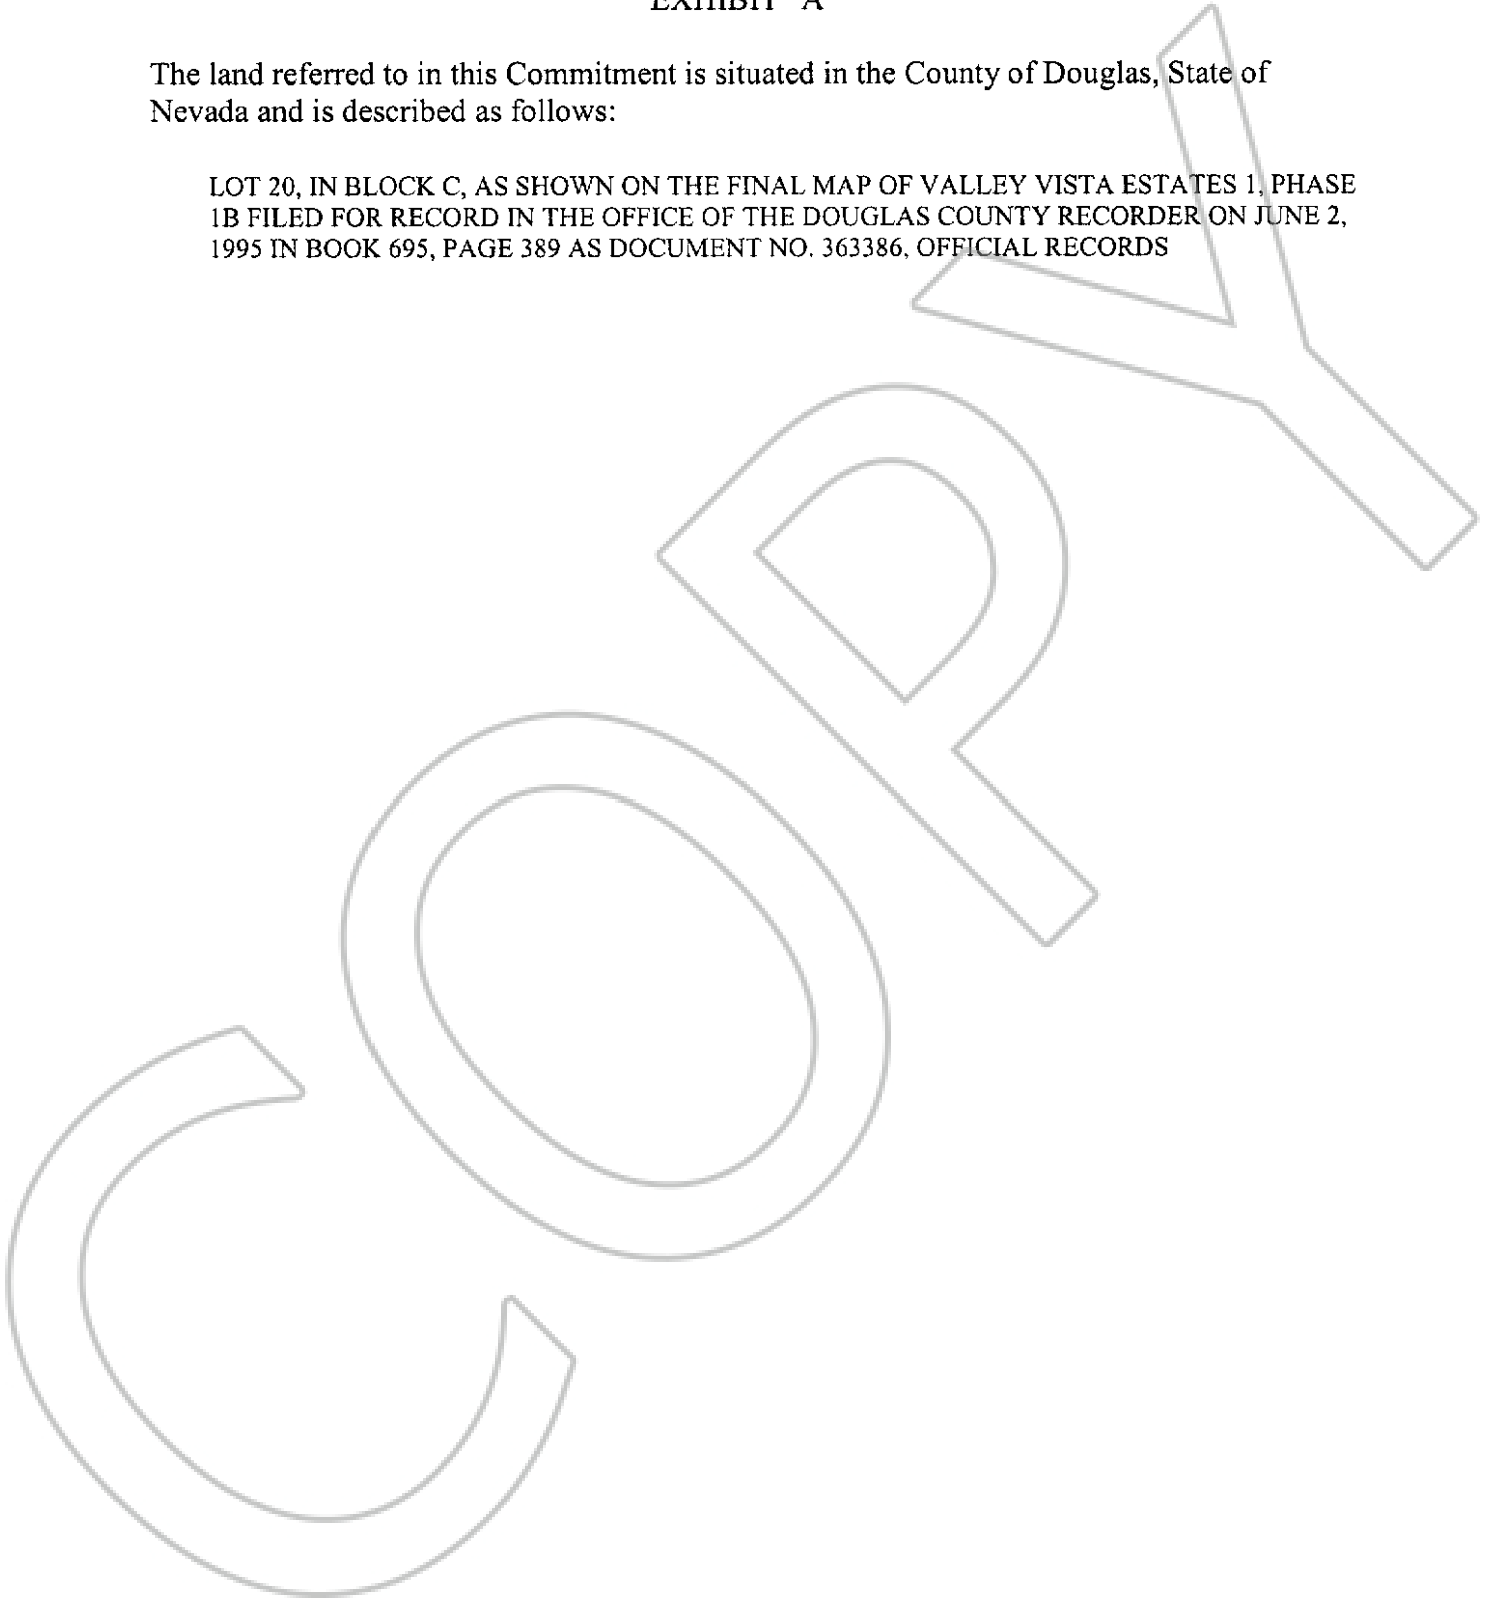 EXHIBIT "A"
The land referred to in this Commitment is situated in the County of Douglas, State of
Nevada and is described as follows:
LOT 20, IN BLOCK C, AS SHOWN ON THE FINAL MAP OF VALLEY VISTA ESTATES 1, PHASE
1B FILED FOR RECORD IN THE OFFICE OF THE DOUGLAS COUNTY RECORDER ON JUNE 2,
1995 IN BOOK 695, PAGE 389 AS DOCUMENT NO. 363386, OFFICIAL RECORDS
COPY